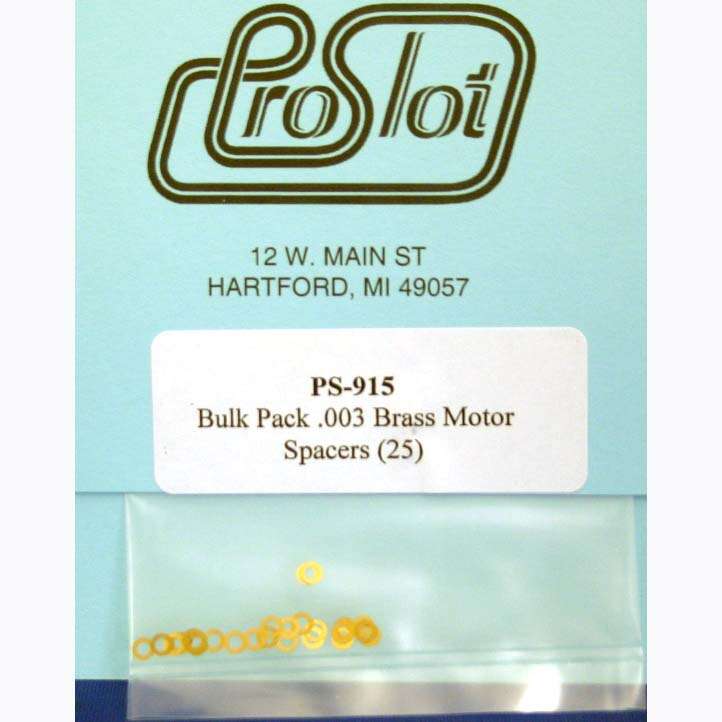 ProSlot
12 W. MAIN ST
HARTFORD, MI 49057
PS-915
Bulk Pack .003 Brass Motor
Spacers (25)